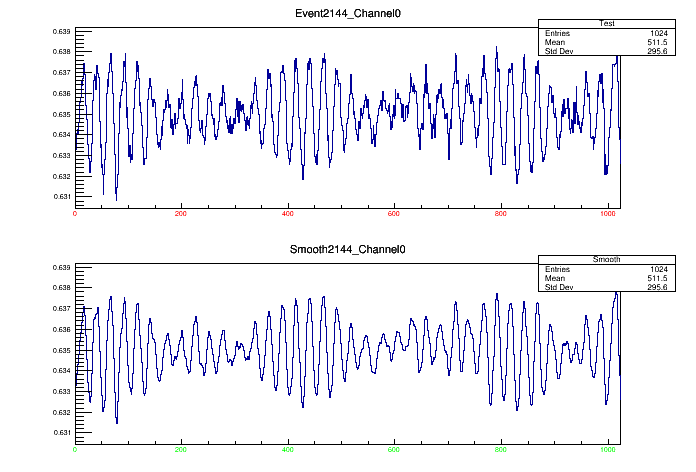 Event2144_Channel0
Test
Entries 1024
Mean 511.5
Std Dev 295.6
0.639
0.638
0.637
0.636
0.635
0.634
0.633
0.632
0.631
0 200 400 600 800 1000
Smooth2144_Channel0
Smooth
Entries 1024
Mean 511.5
Std Dev 295.6
0.639
0.638
0.637
0.636
0.635
0.634
0.633
0.632
0.631
0 200 400 600 800 1000